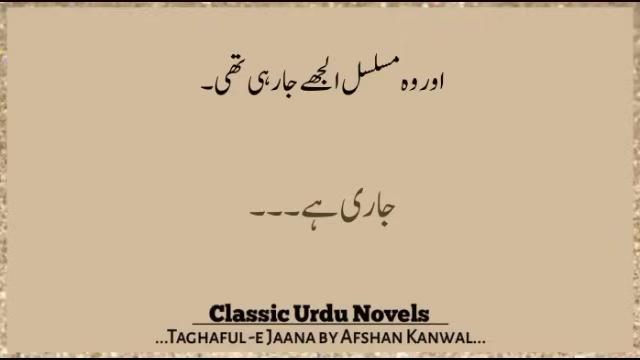 اور وہ مسلسل الجھے جا رہی تھی۔
جاری ہے۔۔۔
Classic Urdu Novels
...Taghaful-e Jaana by Afshan Kanwal...